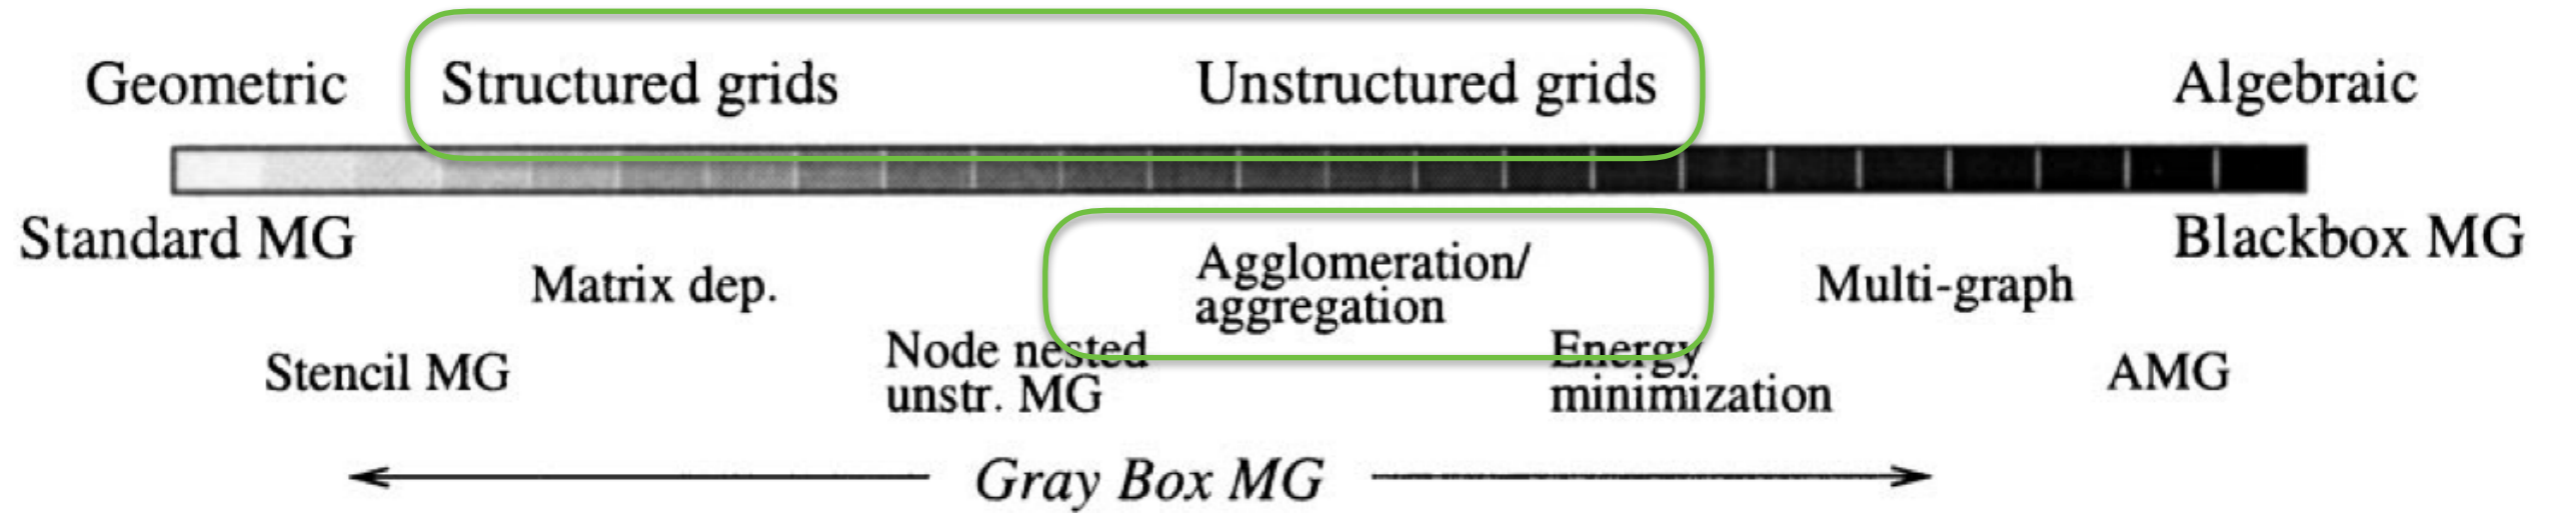 Geometric
Structured grids
Unstructured grids
Algebraic
Standard MG
Blackbox MG
Matrix dep.
Agglomeration/
aggregation
Multi-graph
Stencil MG
Node nested
unstr. MG
Energy
minimization
AMG
Gray Box MG